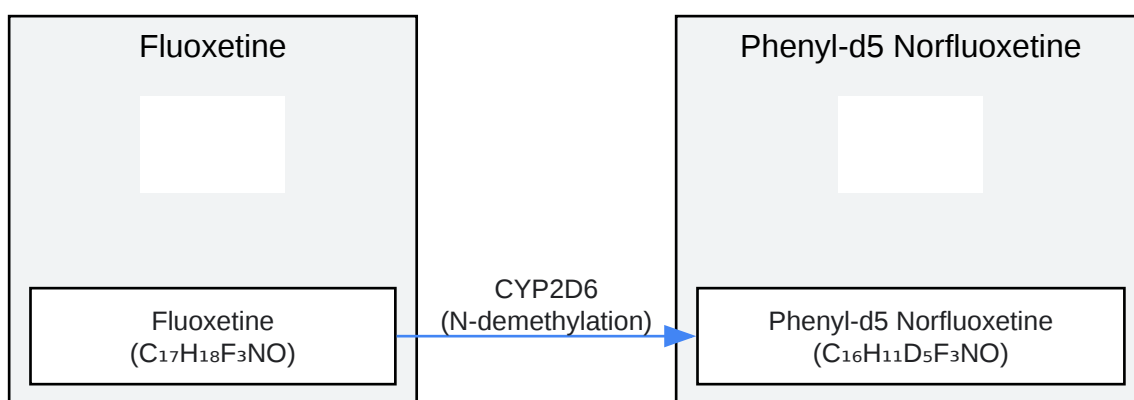 Fluoxetine
Phenyl-d5 Norfluoxetine
CYP2D6
(N-demethylation)
Fluoxetine
(C₁₇H₁₈F₃NO)
Phenyl-d5 Norfluoxetine
(C₁₆H₁₁D₅F₃NO)